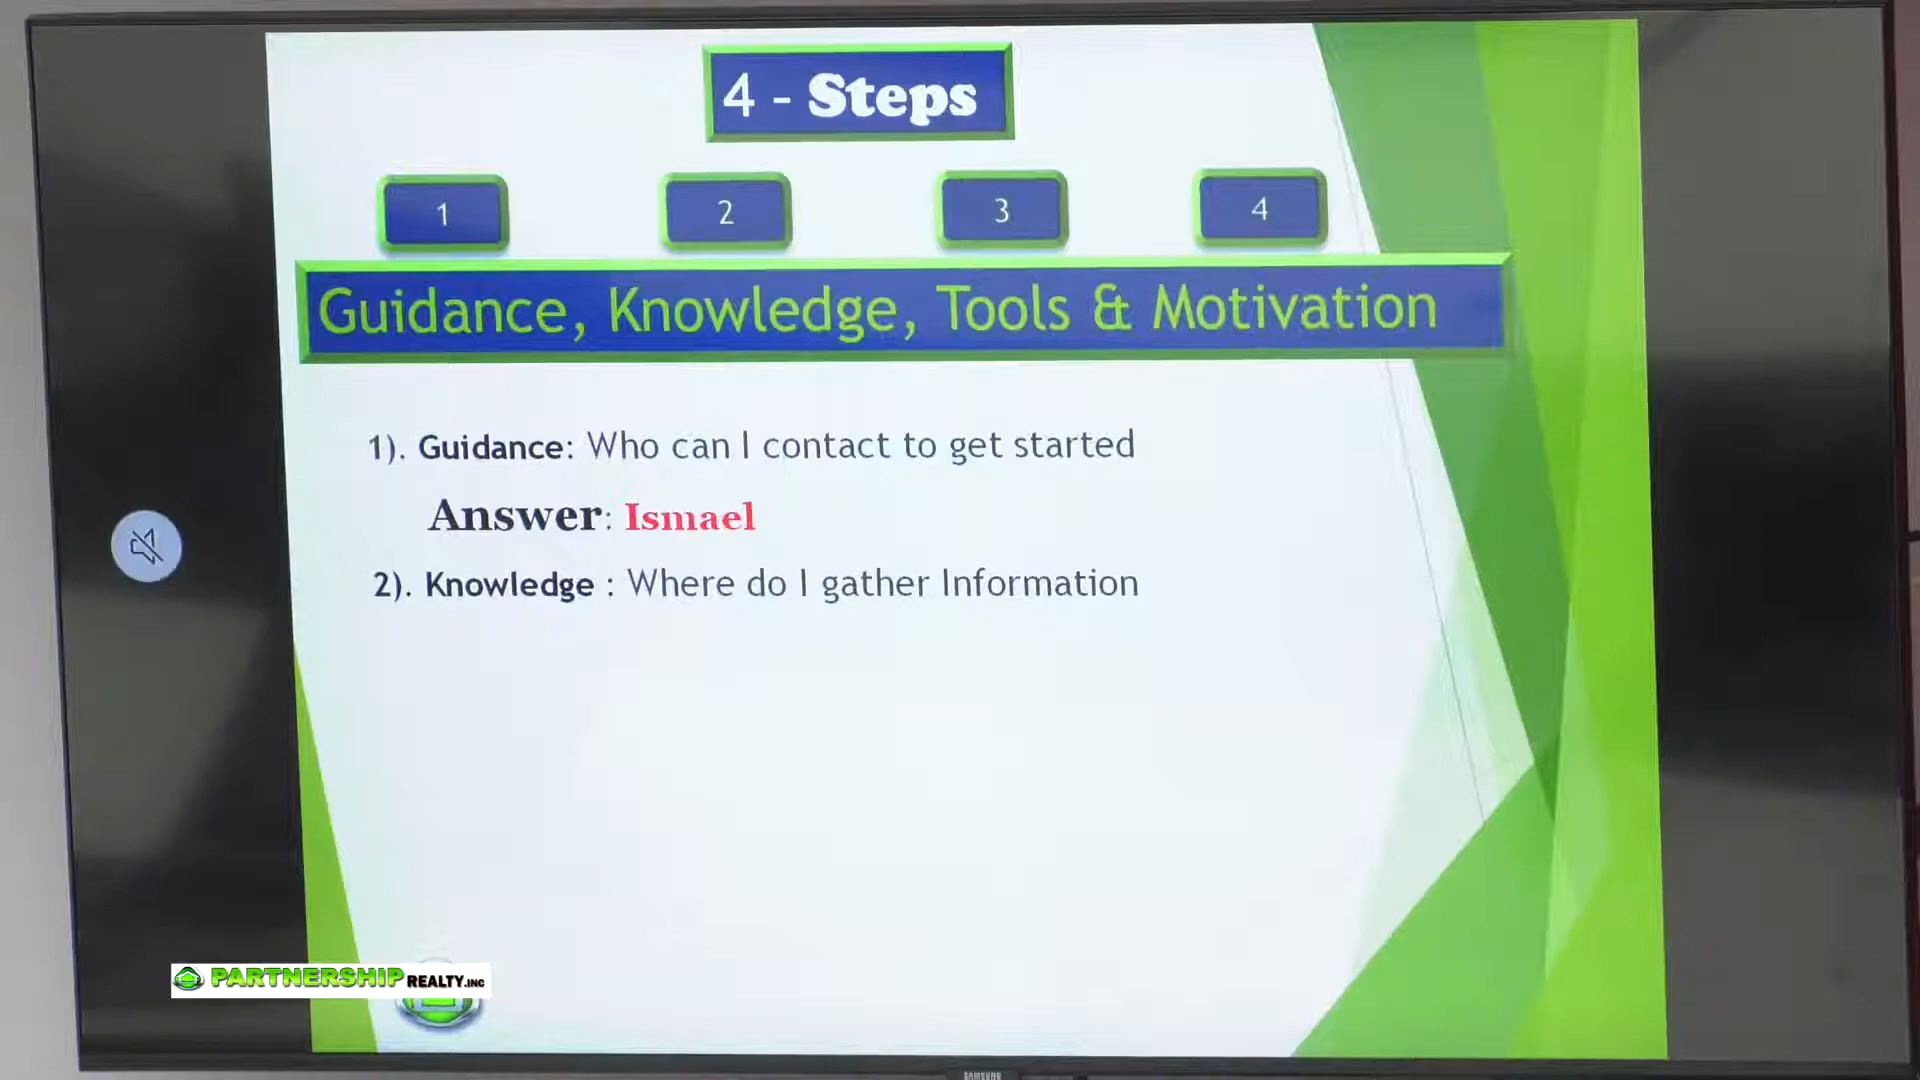 4 - Steps
1 2 3 4
Guidance, Knowledge, Tools & Motivation
1). Guidance: Who can I contact to get started
Answer: Ismael
2). Knowledge : Where do I gather Information
PARTNERSHIP REALTY.INC
SAMSUNG